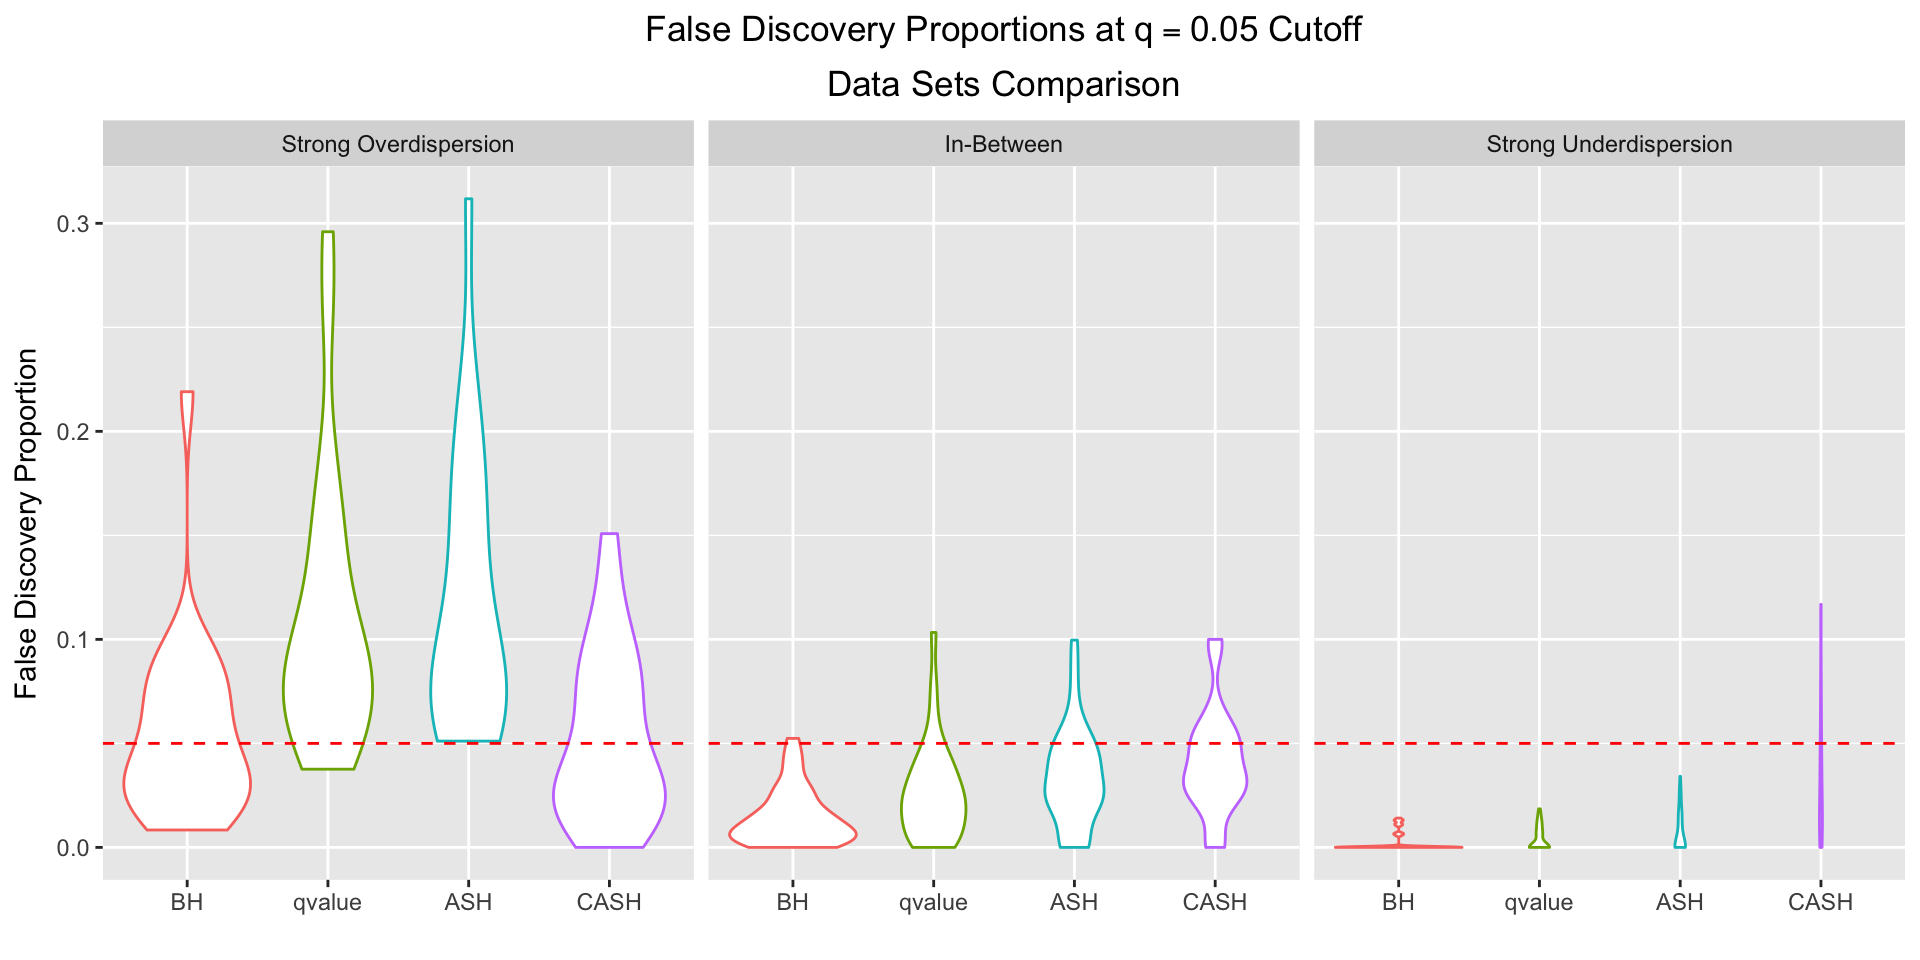 False Discovery Proportions at q = 0.05 Cutoff
Data Sets Comparison
Strong Overdispersion
In-Between
Strong Underdispersion
False Discovery Proportion
0.3
0.2
0.1
0.0
BH qvalue ASH CASH
BH qvalue ASH CASH
BH qvalue ASH CASH